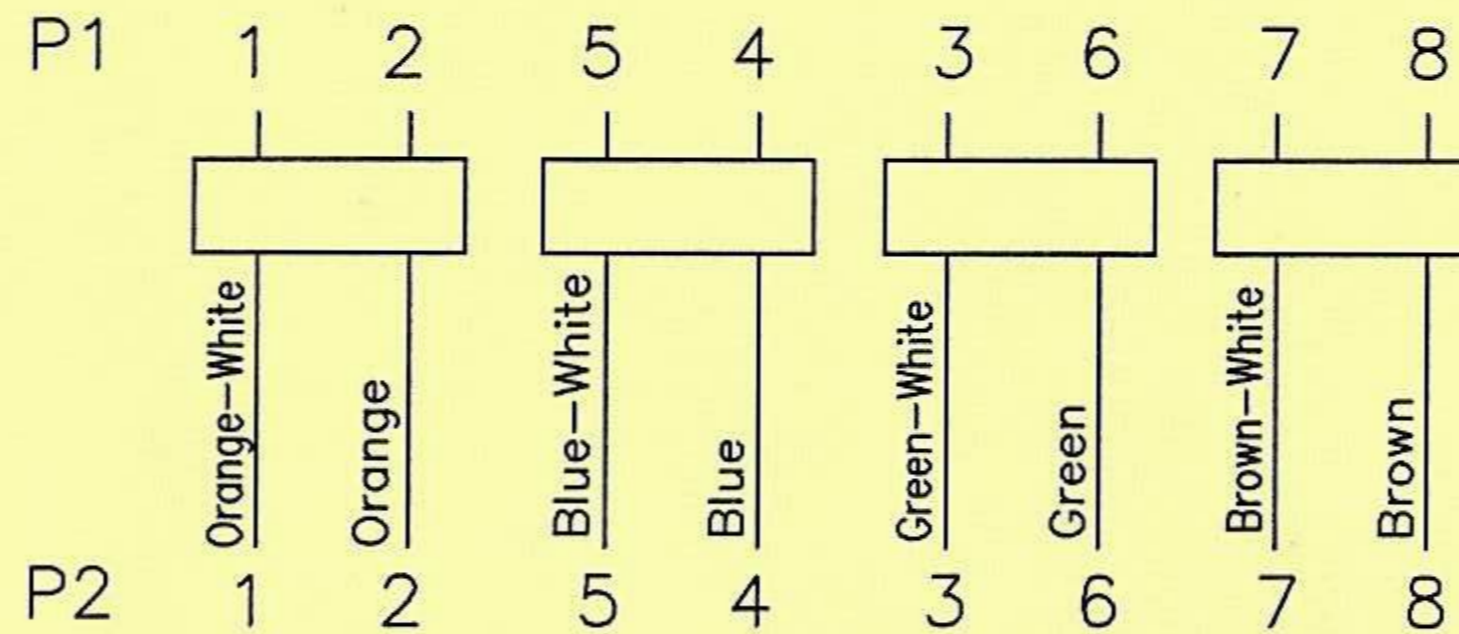 P1 1 2 5 4 3 6 7 8
Orange-White Orange Blue-White Blue Green-White Green Brown-White Brown
P2 1 2 5 4 3 6 7 8